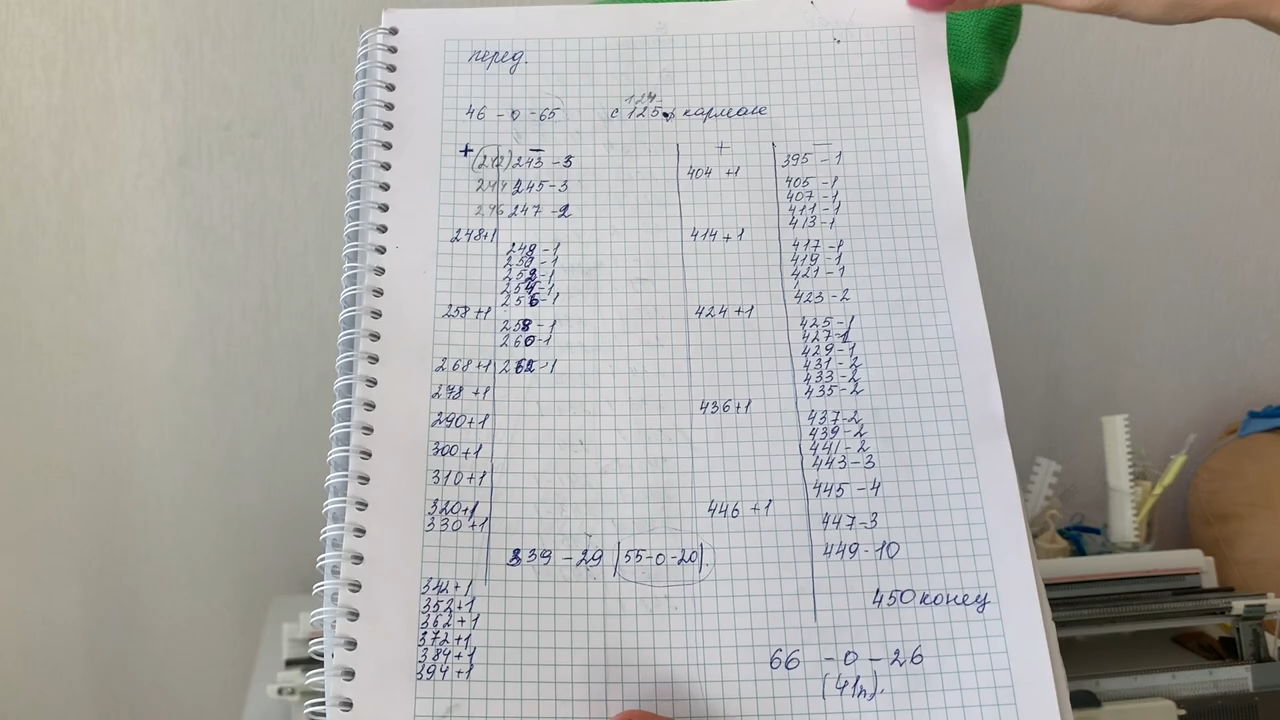 перед.
124
46 - 0 - 65 с 125 р кармане
+ -
(242) 243 - 3
244 245 - 3
246 247 - 2
248 + 1
249 - 1
250 - 1
252 - 1
254 - 1
256 - 1
258 + 1
258 - 1
260 - 1
268 + 1 262 - 1
278 + 1
290 + 1
300 + 1
310 + 1
320 + 1
330 + 1
339 - 29 | 55 - 0 - 20 |.
342 + 1
352 + 1
362 + 1
372 + 1
384 + 1
394 + 1
+ -
395 - 1
404 + 1
405 - 1
407 - 1
411 - 1
413 - 1
414 + 1
417 - 1
419 - 1
421 - 1
423 - 2
424 + 1
425 - 1
427 - 1
429 - 1
431 - 2
433 - 2
435 - 2
436 + 1
437 - 2
439 - 2
441 - 2
443 - 3
445 - 4
446 + 1
447 - 3
449 - 10
450 конец
66 - 0 - 26
(41п).